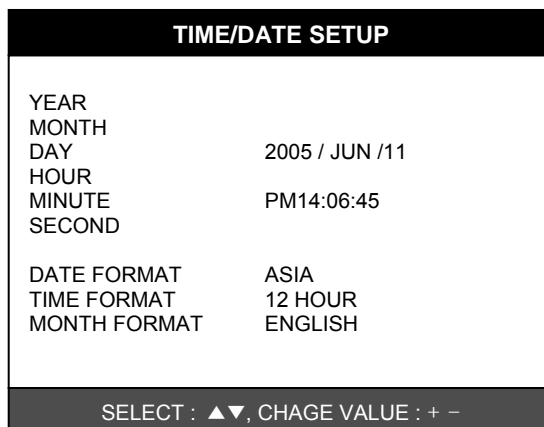 TIME/DATE SETUP
YEAR
MONTH
DAY 2005 / JUN /11
HOUR
MINUTE PM14:06:45
SECOND
DATE FORMAT ASIA
TIME FORMAT 12 HOUR
MONTH FORMAT ENGLISH
SELECT : ▲▼, CHAGE VALUE : + −